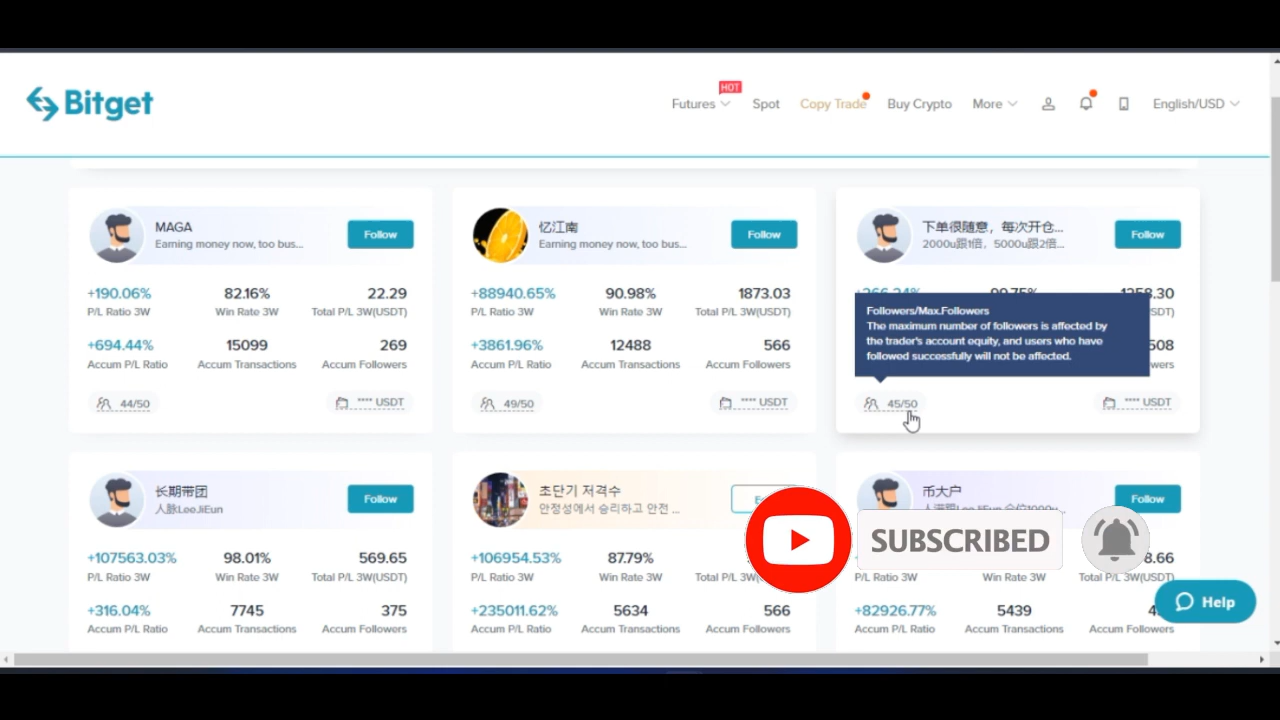 HOT
Bitget
Futures
Spot
Copy Trade
Buy Crypto
More
English/USD
MAGA
Earning money now, too bus...
Follow
+190.06%
82.16%
22.29
P/L Ratio 3W
Win Rate 3W
Total P/L 3W(USDT)
+694.44%
15099
269
Accum P/L Ratio
Accum Transactions
Accum Followers
44/50
**** USDT
忆江南
Earning money now, too bus...
Follow
+88940.65%
90.98%
1873.03
P/L Ratio 3W
Win Rate 3W
Total P/L 3W(USDT)
+3861.96%
12488
566
Accum P/L Ratio
Accum Transactions
Accum Followers
49/50
**** USDT
下单很随意，每次开仓...
2000u跟1倍，5000u跟2倍...
Follow
Followers/Max.Followers
The maximum number of followers is affected by
the trader's account equity, and users who have
followed successfully will not be affected.
45/50
**** USDT
长期带团
人脉LeeJiEun
Follow
+107563.03%
98.01%
569.65
P/L Ratio 3W
Win Rate 3W
Total P/L 3W(USDT)
+316.04%
7745
375
Accum P/L Ratio
Accum Transactions
Accum Followers
초단기 저격수
안정성에서 승리하고 안전 ...
+106954.53%
87.79%
P/L Ratio 3W
Win Rate 3W
Total P/L 3W
+235011.62%
5634
566
Accum P/L Ratio
Accum Transactions
Accum Followers
币大户
Follow
SUBSCRIBED
P/L Ratio 3W
Win Rate 3W
Total P/L 3W(USDT)
+82926.77%
5439
Accum P/L Ratio
Accum Transactions
Accum Followers
Help